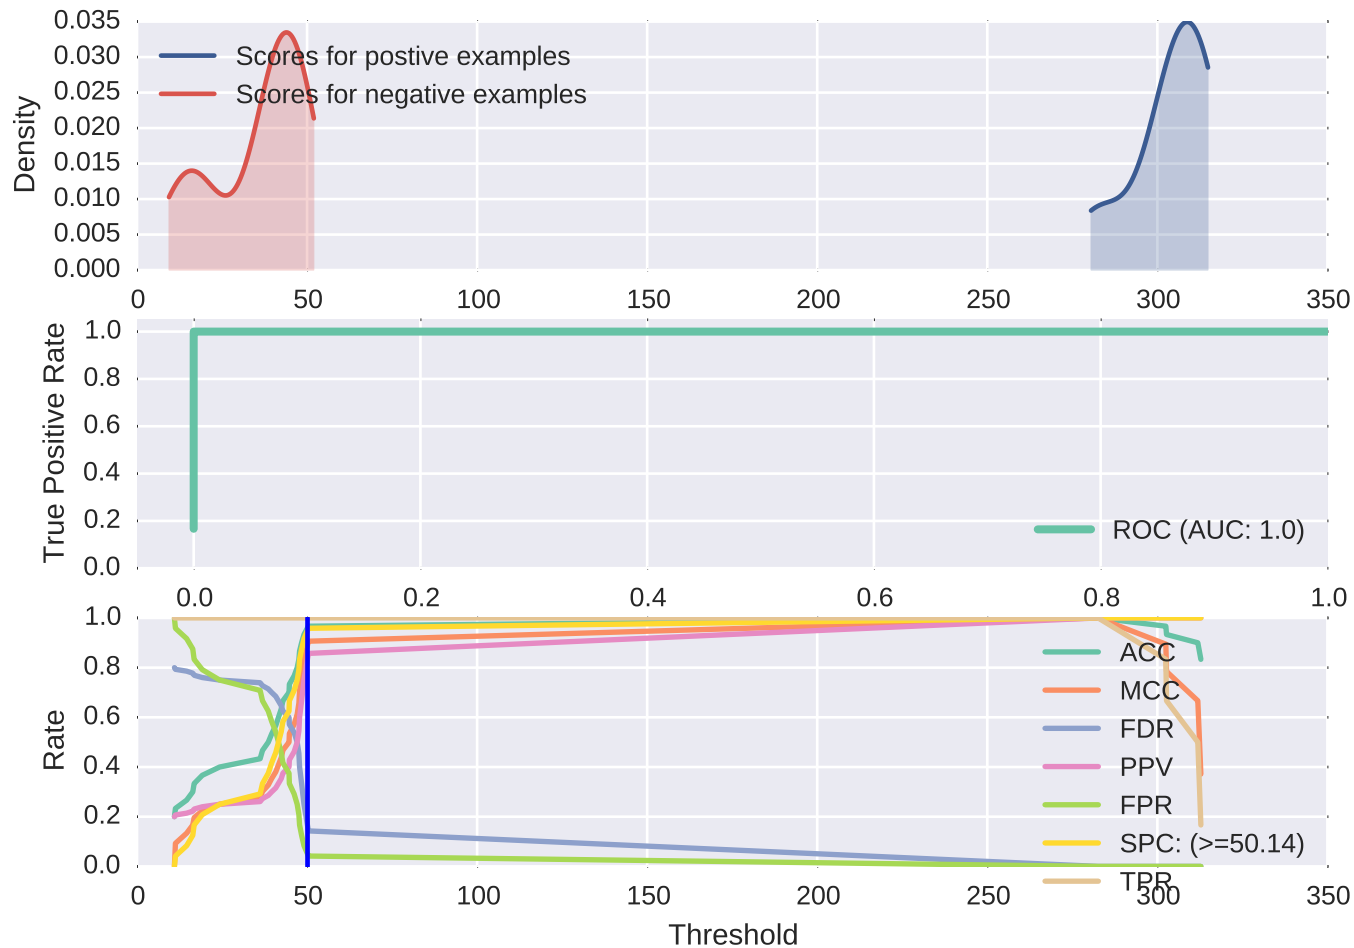 0.035
0.030
0.025
0.020
0.015
0.010
0.005
0.000
Density
Scores for postive examples
Scores for negative examples
0 50 100 150 200 250 300 350
1.0
0.8
0.6
0.4
0.2
0.0
True Positive Rate
ROC (AUC: 1.0)
0.0 0.2 0.4 0.6 0.8 1.0
1.0
0.8
0.6
0.4
0.2
0.0
Rate
ACC
MCC
FDR
PPV
FPR
SPC: (>=50.14)
TPR
0 50 100 150 200 250 300 350
Threshold